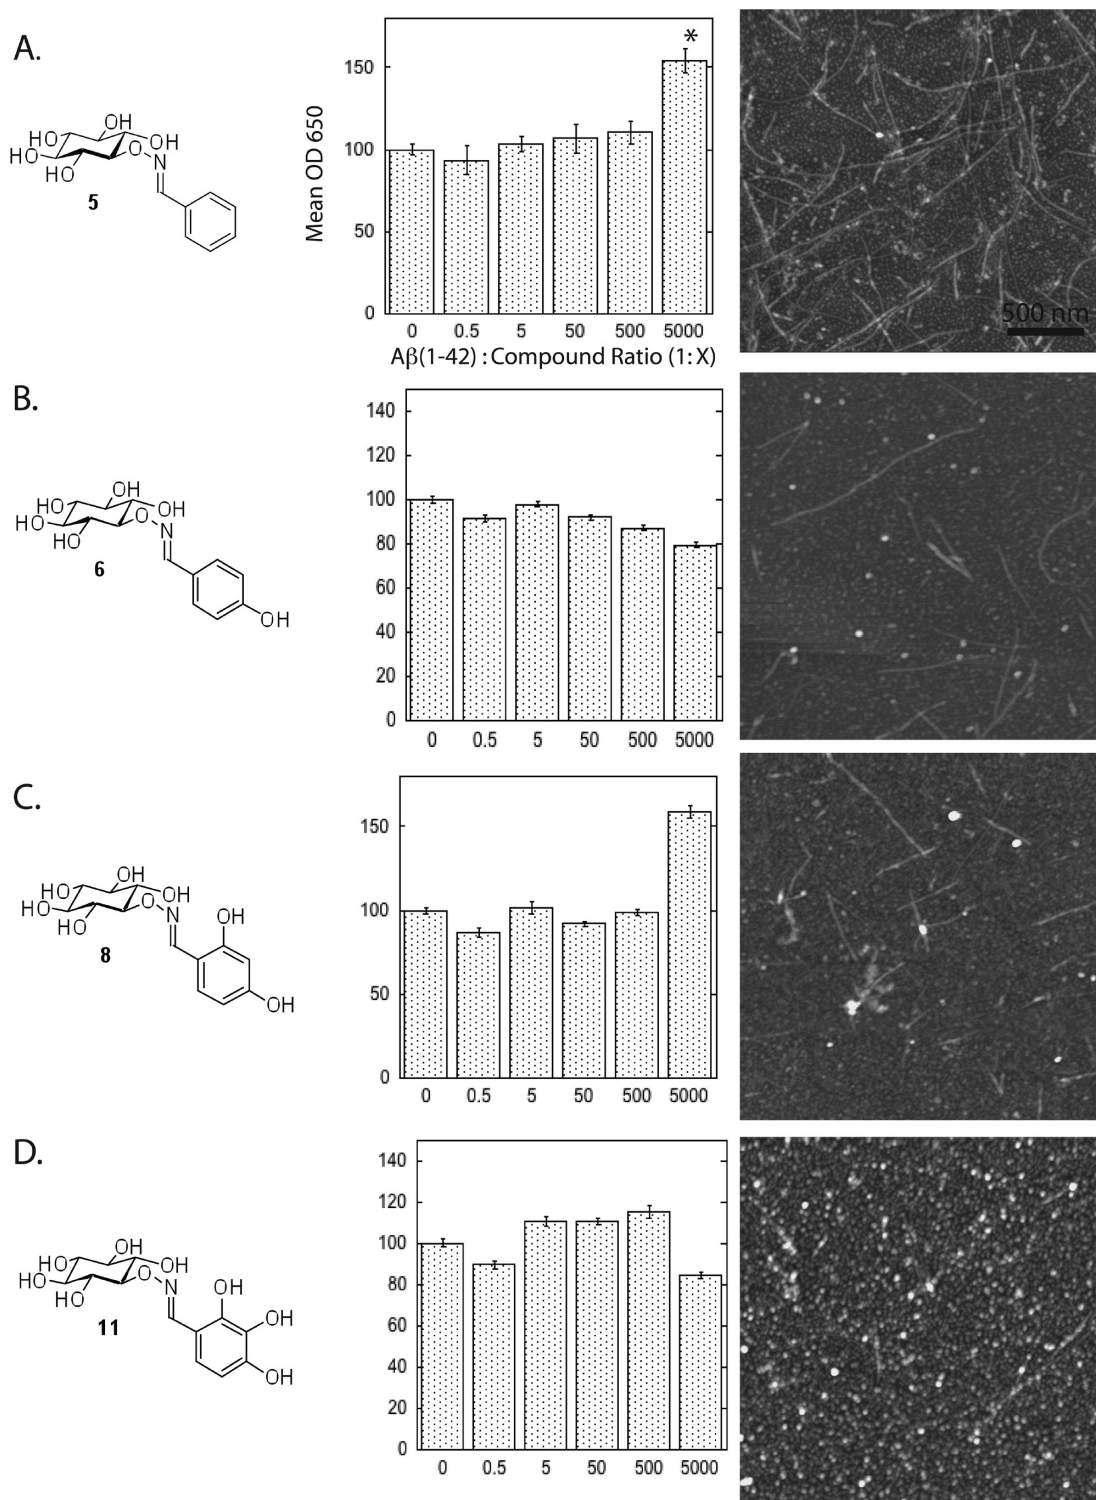 A.
HO
OH
OH
HO
HO
O
N
5
Mean OD 650
150
100
50
0
*
0 0.5 5 50 500 5000
Aβ(1-42) : Compound Ratio (1: X)
500 nm
B.
HO
OH
OH
HO
HO
O
N
6
OH
140
120
100
80
60
40
20
0
0 0.5 5 50 500 5000
C.
HO
OH
OH
HO
HO
O
N
OH
8
OH
150
100
50
0
0 0.5 5 50 500 5000
D.
HO
OH
OH
HO
HO
O
N
OH
OH
11
OH
140
120
100
80
60
40
20
0
0 0.5 5 50 500 5000